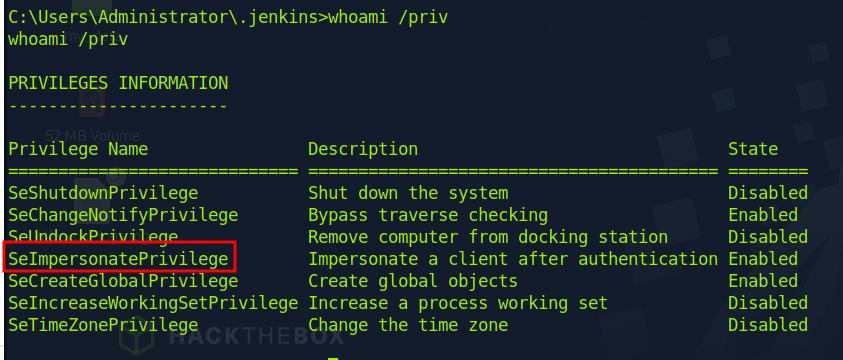 C:\Users\Administrator\.jenkins>whoami /priv
whoami /priv
PRIVILEGES INFORMATION
----------------------
52 MB Volume
Privilege Name Description State
============================= ========================================= ========
SeShutdownPrivilege Shut down the system Disabled
SeChangeNotifyPrivilege Bypass traverse checking Enabled
SeUndockPrivilege Remove computer from docking station Disabled
SeImpersonatePrivilege Impersonate a client after authentication Enabled
SeCreateGlobalPrivilege Create global objects Enabled
SeIncreaseWorkingSetPrivilege Increase a process working set Disabled
SeTimeZonePrivilege Change the time zone Disabled
HACKTHEBOX